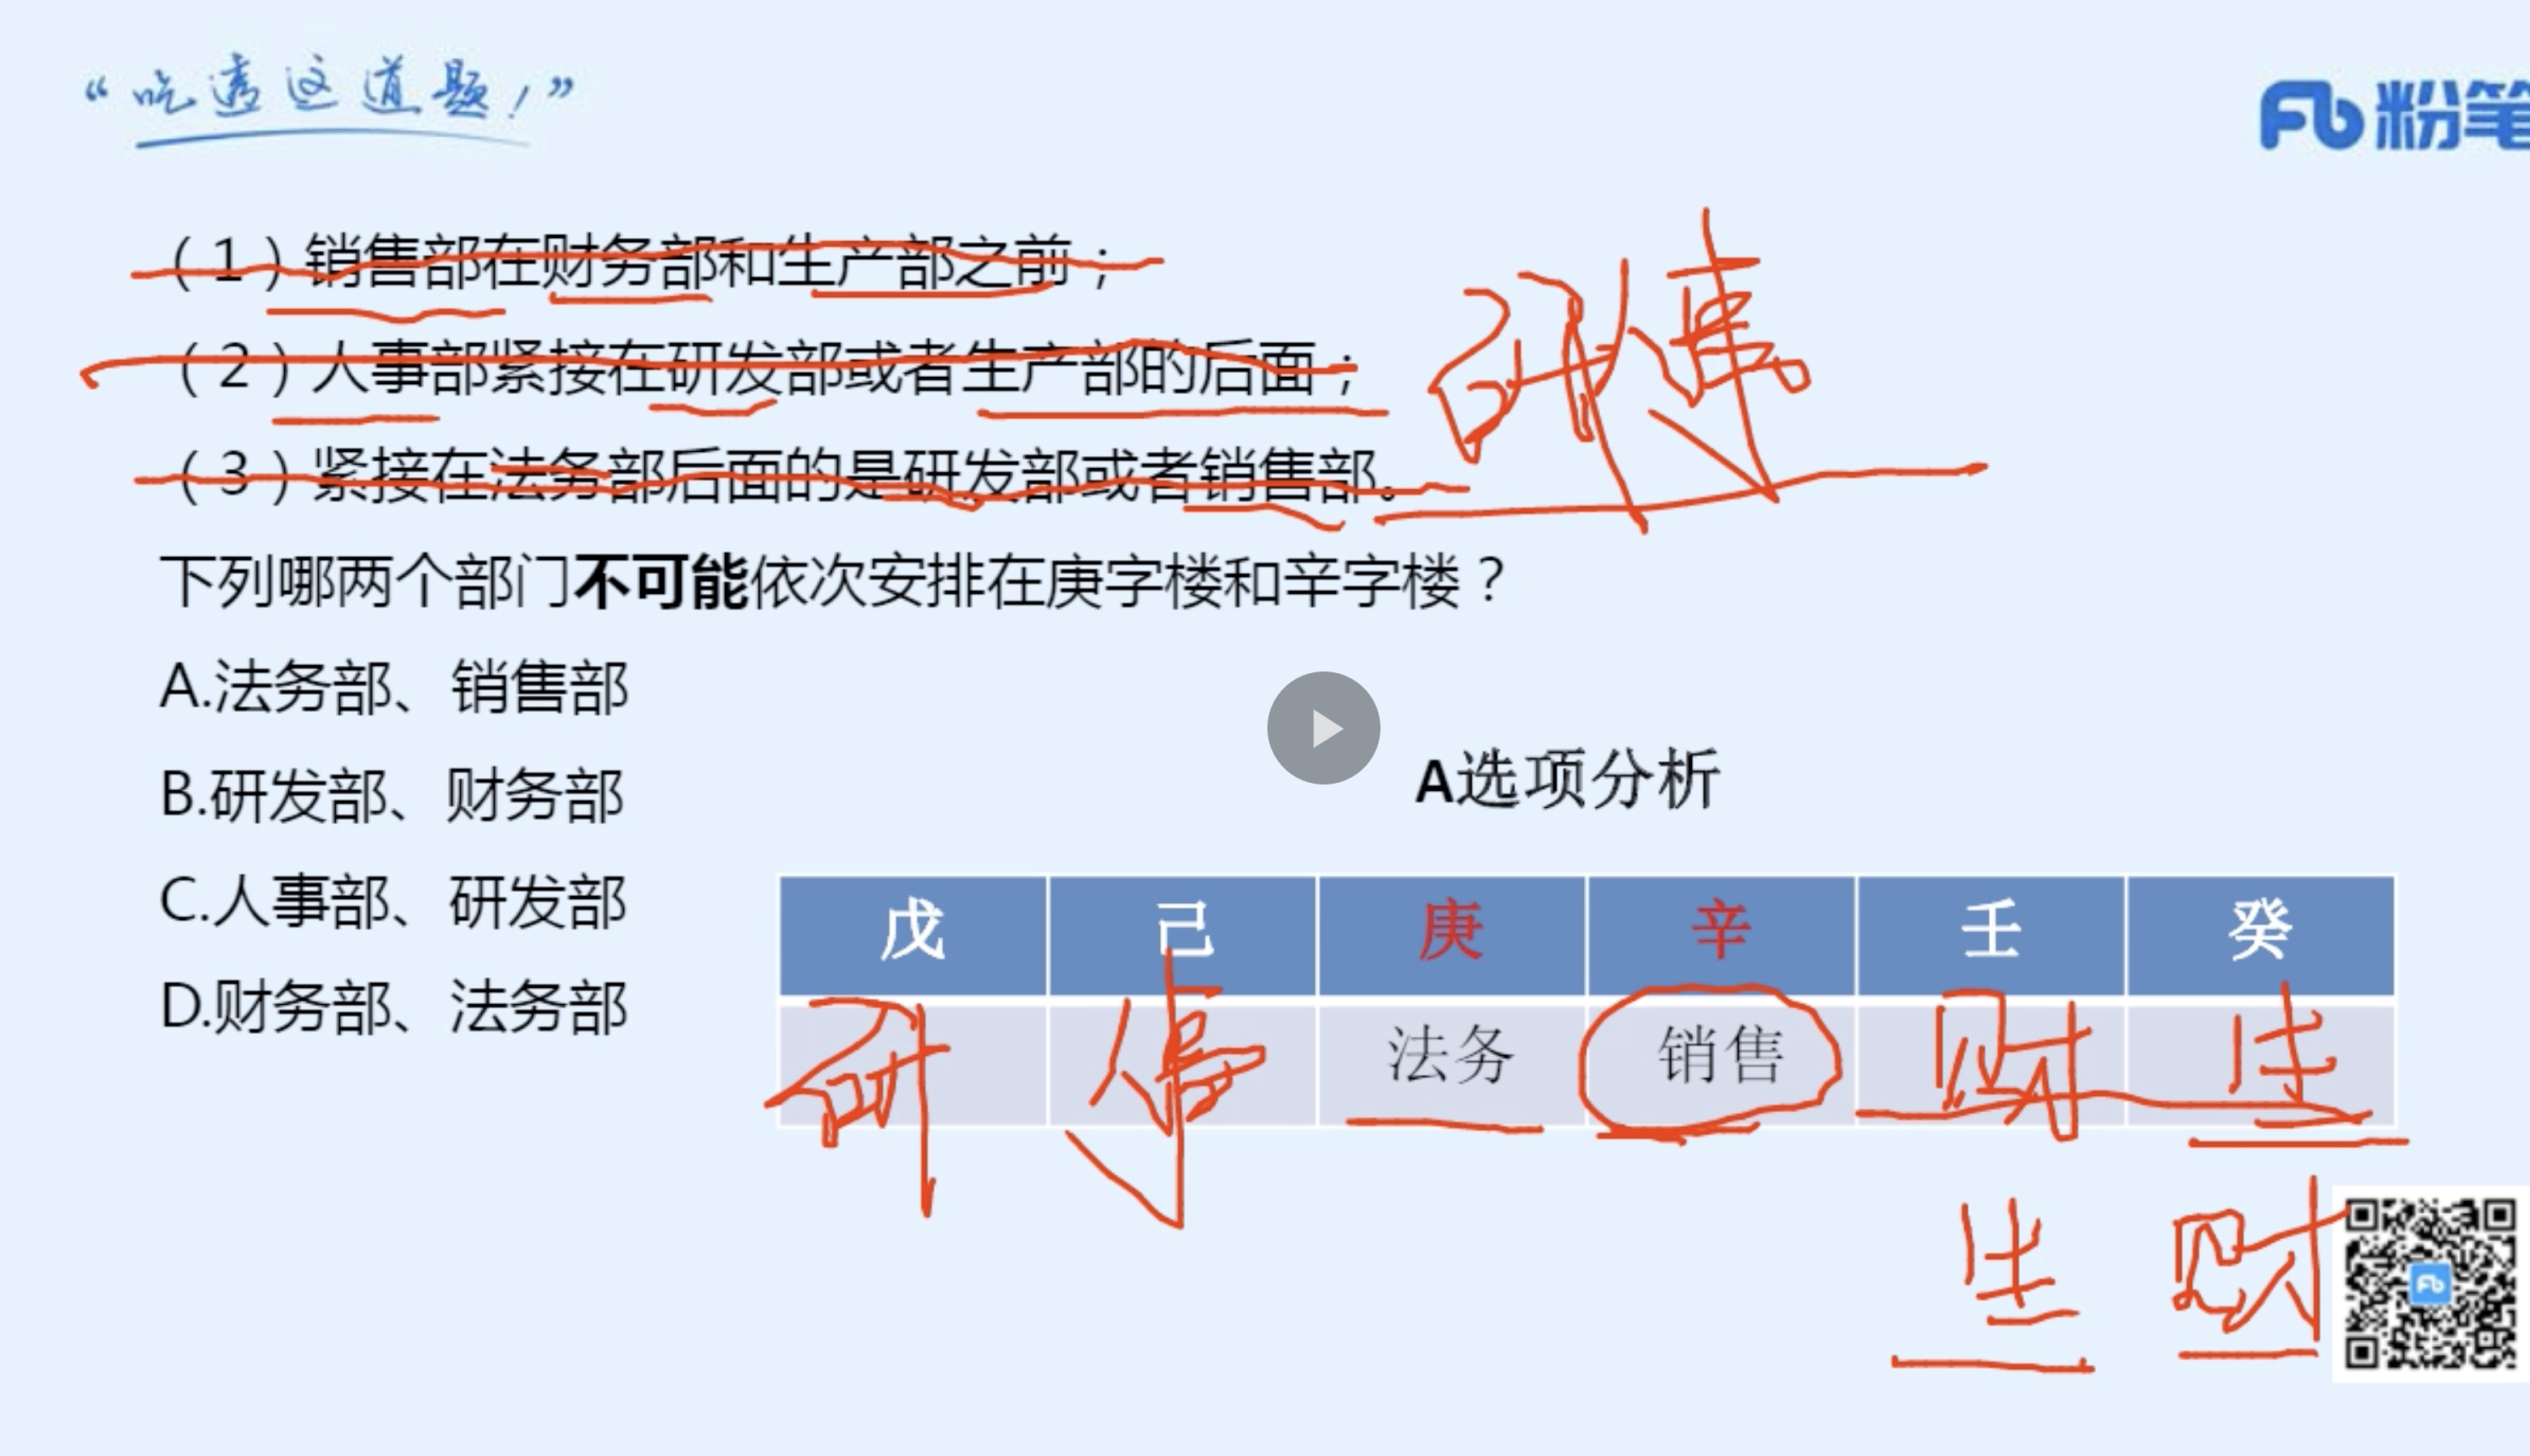 “吃透这道题！”
粉笔
（1）销售部在财务部和生产部之前；
（2）人事部紧接在研发部或者生产部的后面；
（3）紧接在法务部后面的是研发部或者销售部。
下列哪两个部门不可能依次安排在庚字楼和辛字楼？
A.法务部、销售部
B.研发部、财务部
C.人事部、研发部
D.财务部、法务部
A选项分析
戊 己 庚 辛 壬 癸
研 法务 销售 财 生
生 财